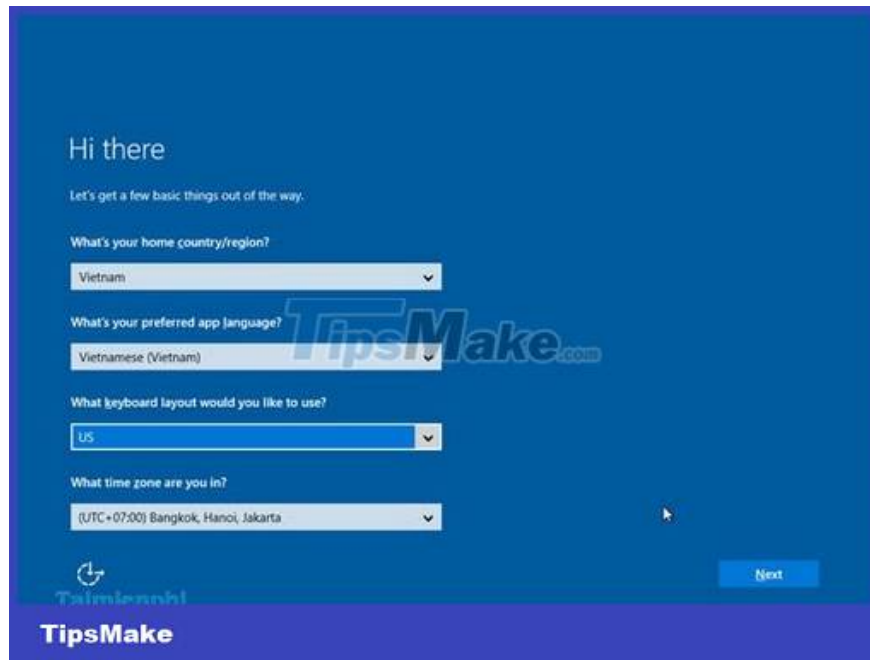 Hi there
Let's get a few basic things out of the way.
What's your home country/region?
Vietnam
What's your preferred app language?
TipsMake.com
Vietnamese (Vietnam)
What keyboard layout would you like to use?
US
What time zone are you in?
(UTC+07:00) Bangkok, Hanoi, Jakarta
Next
TipsMake